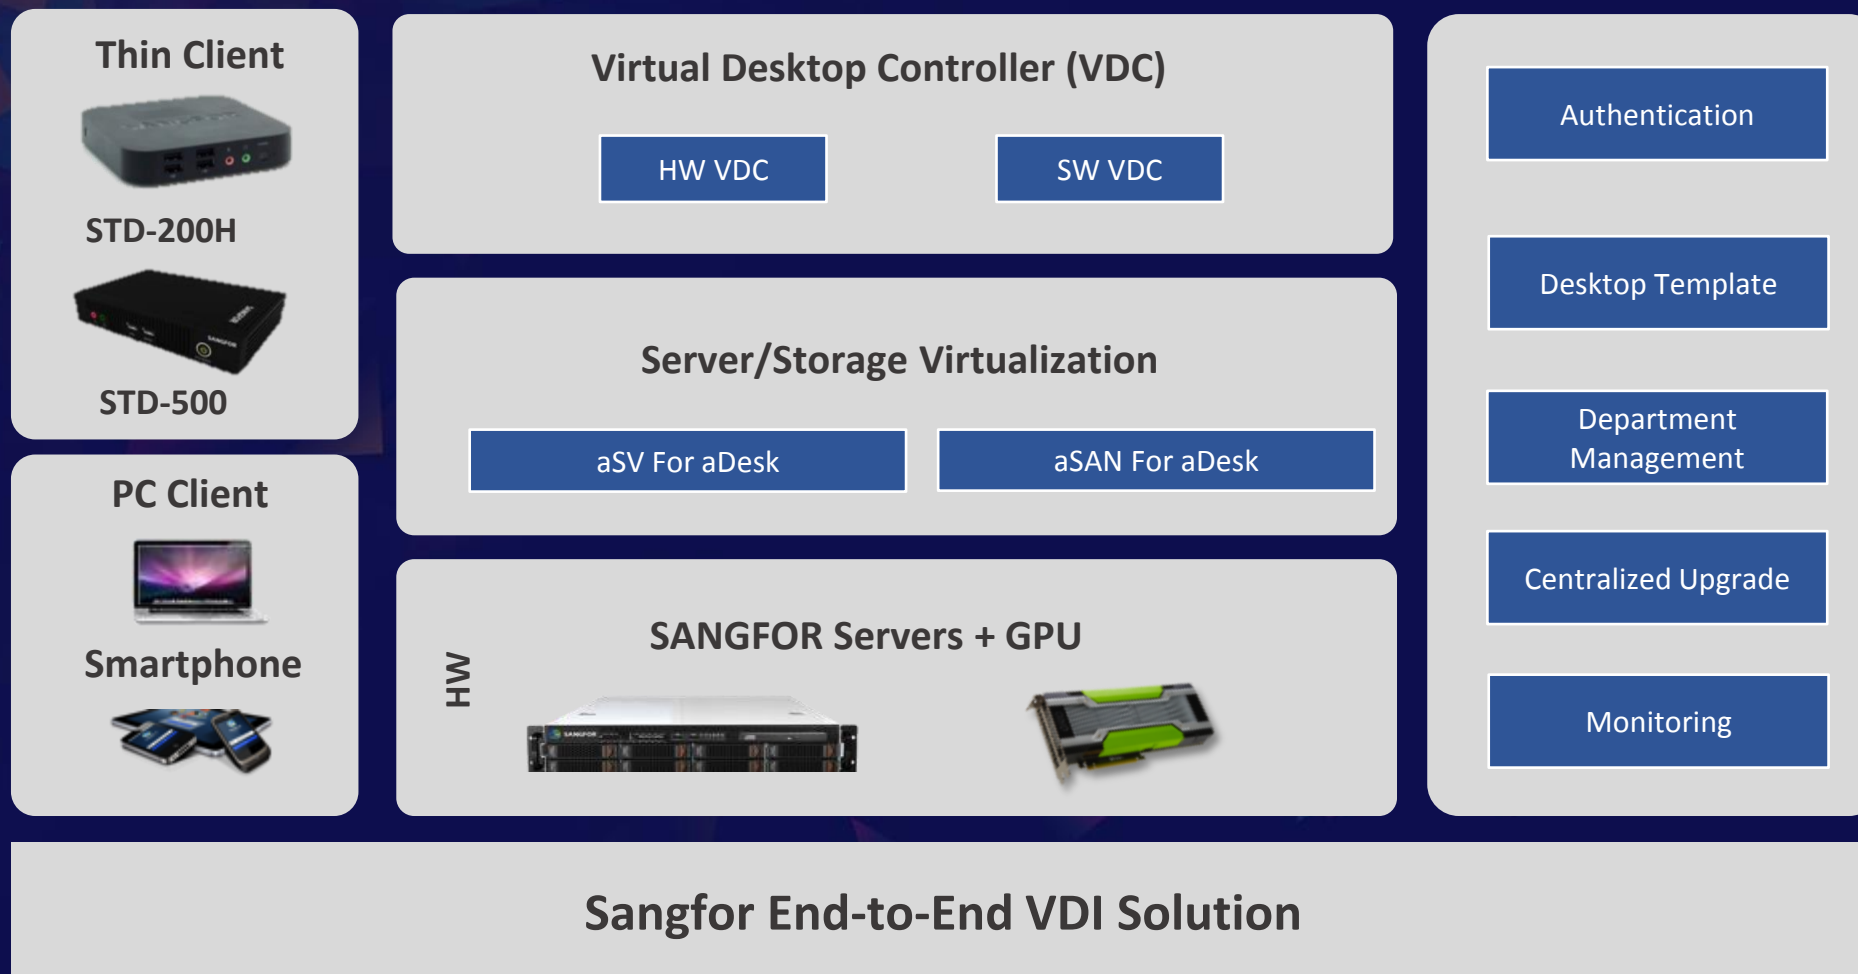 Thin Client
STD-200H
SANGFOR
STD-500
PC Client
Smartphone
Virtual Desktop Controller (VDC)
HW VDC
SW VDC
Server/Storage Virtualization
aSV For aDesk
aSAN For aDesk
HW
SANGFOR Servers + GPU
SANGFOR
Authentication
Desktop Template
Department
Management
Centralized Upgrade
Monitoring
Sangfor End-to-End VDI Solution